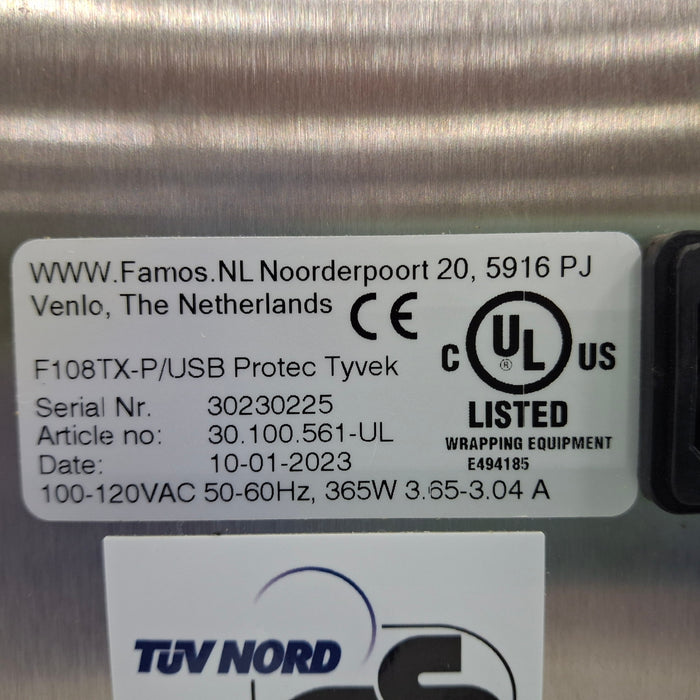 WWW.Famos.NL Noorderpoort 20, 5916 PJ
Venlo, The Netherlands
CE
F108TX-P/USB Protec Tyvek
Serial Nr. 30230225
Article no: 30.100.561-UL
Date: 10-01-2023
100-120VAC 50-60Hz, 365W 3.65-3.04 A
C UL US
®
LISTED
WRAPPING EQUIPMENT
E494185
TÜV NORD